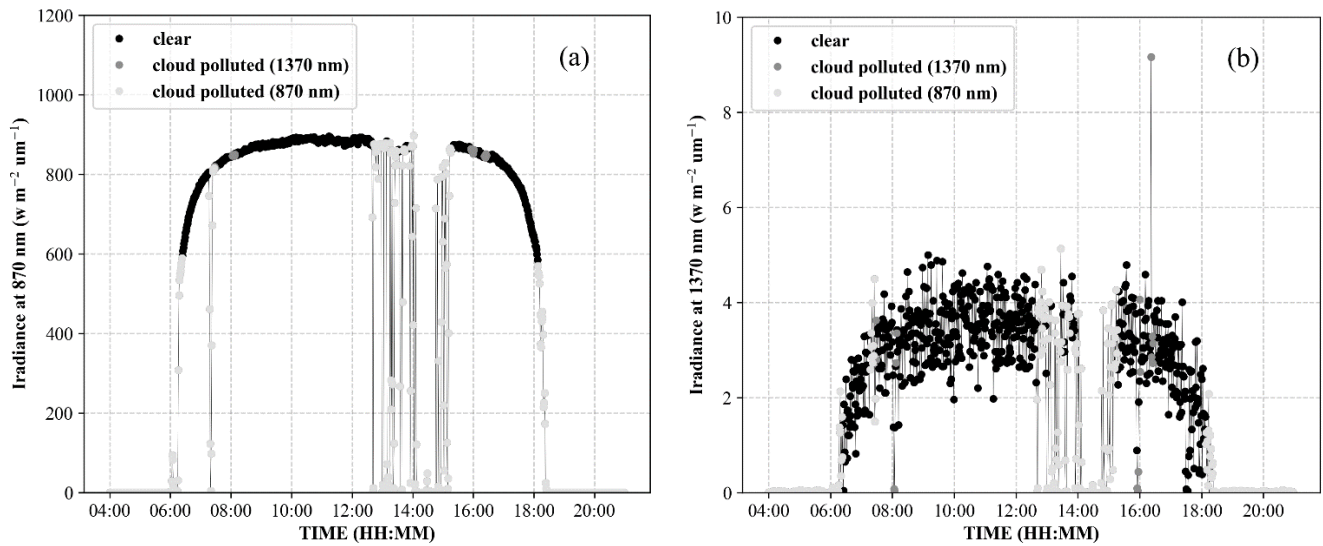 1200
1000
800
600
400
200
0
Irradiance at 870 nm (w m⁻² um⁻¹)
clear
cloud polluted (1370 nm)
cloud polluted (870 nm)
(a)
04:00 06:00 08:00 10:00 12:00 14:00 16:00 18:00 20:00
TIME (HH:MM)
10
8
6
4
2
0
Iradiance at 1370 nm (w m⁻² um⁻¹)
clear
cloud polluted (1370 nm)
cloud polluted (870 nm)
(b)
04:00 06:00 08:00 10:00 12:00 14:00 16:00 18:00 20:00
TIME (HH:MM)